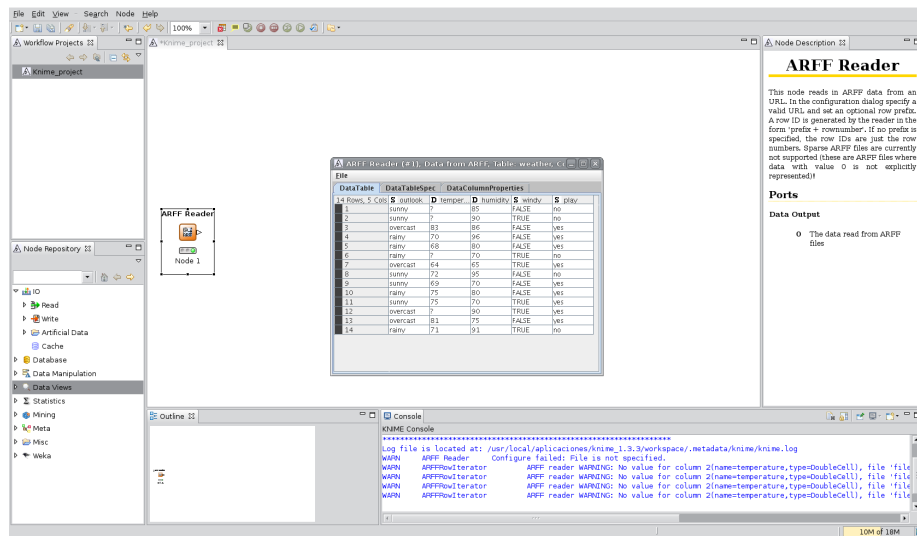 File Edit View Search Node Help
100%
Workflow Projects
Knime_project
*Knime_project
ARFF Reader
Node 1
ARFF Reader (#1), Data from ARFF, Table: weather,
File
DataTable DataTableSpec DataColumnProperties
14 Rows, 5 Cols S outlook D temper... D humidity S windy S play
1 sunny ? 85 FALSE no
2 sunny ? 90 TRUE no
3 overcast 83 86 FALSE yes
4 rainy 70 96 FALSE yes
5 rainy 68 80 FALSE yes
6 rainy ? 70 TRUE no
7 overcast 64 65 TRUE yes
8 sunny 72 95 FALSE no
9 sunny 69 70 FALSE yes
10 rainy 75 80 FALSE yes
11 sunny 75 70 TRUE yes
12 overcast ? 90 TRUE yes
13 overcast 81 75 FALSE yes
14 rainy 71 91 TRUE no
Node Description
ARFF Reader
This node reads in ARFF data from an
URL. In the configuration dialog specify a
valid URL and set an optional row prefix.
A row ID is generated by the reader in the
form 'prefix + rownumber'. If no prefix is
specified, the row IDs are just the row
numbers. Sparse ARFF files are currently
not supported (these are ARFF files where
data with value 0 is not explicitly
represented)!
Ports
Data Output
0 The data read from ARFF
files
Node Repository
IO
Read
Write
Artificial Data
Cache
Database
Data Manipulation
Data Views
Statistics
Mining
Meta
Misc
Weka
Outline
Console
KNIME Console
Log file is located at: /usr/local/aplicaciones/knime_1.3.3/workspace/.metadata/knime/knime.log
WARN ARFF Reader Configure failed: File is not specified.
WARN ARFFRowIterator ARFF reader WARNING: No value for column 2(name=temperature,type=DoubleCell), file 'file
WARN ARFFRowIterator ARFF reader WARNING: No value for column 2(name=temperature,type=DoubleCell), file 'file
WARN ARFFRowIterator ARFF reader WARNING: No value for column 2(name=temperature,type=DoubleCell), file 'file
WARN ARFFRowIterator ARFF reader WARNING: No value for column 2(name=temperature,type=DoubleCell), file 'file
10M of 18M